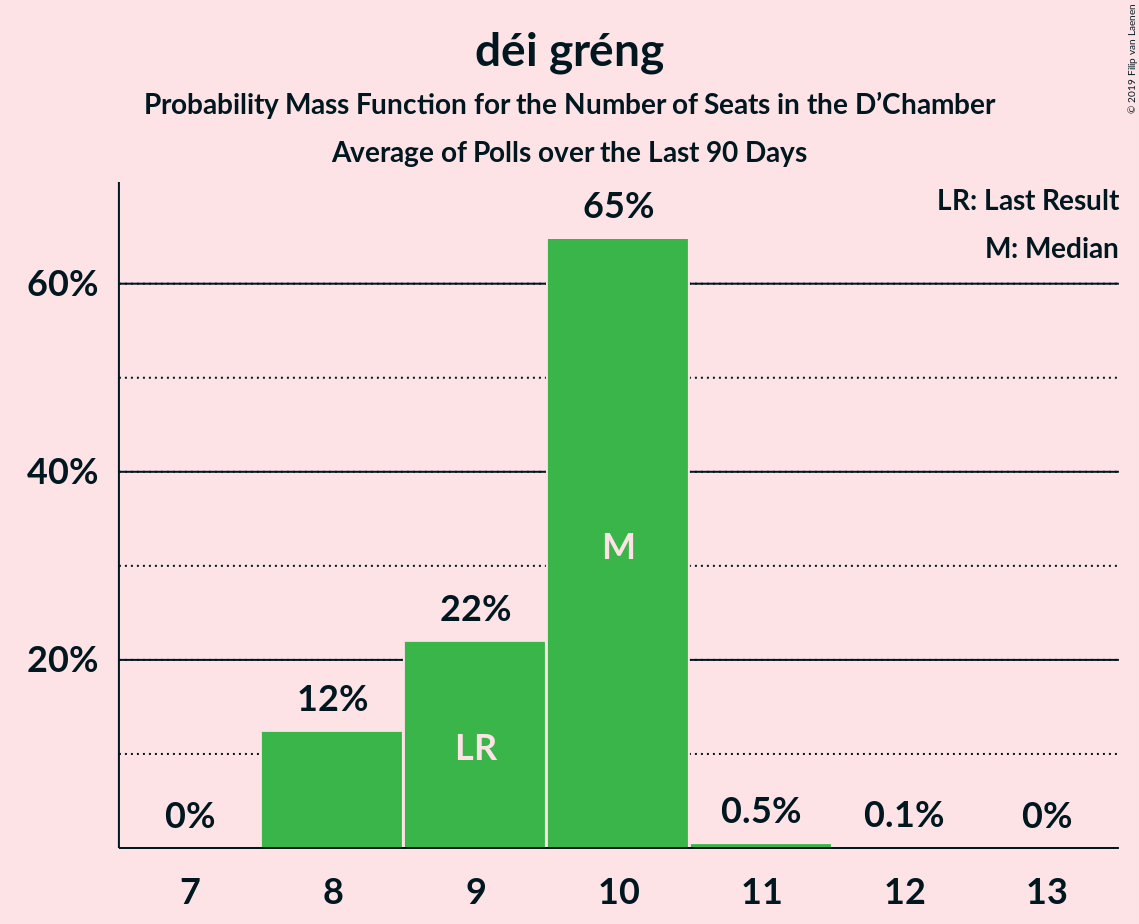 déi gréng
Probability Mass Function for the Number of Seats in the D’Chamber
Average of Polls over the Last 90 Days
© 2019 Filip van Laenen
LR: Last Result
M: Median
60%
40%
20%
0%
12%
22%
65%
0.5%
0.1%
0%
LR
M
7 8 9 10 11 12 13